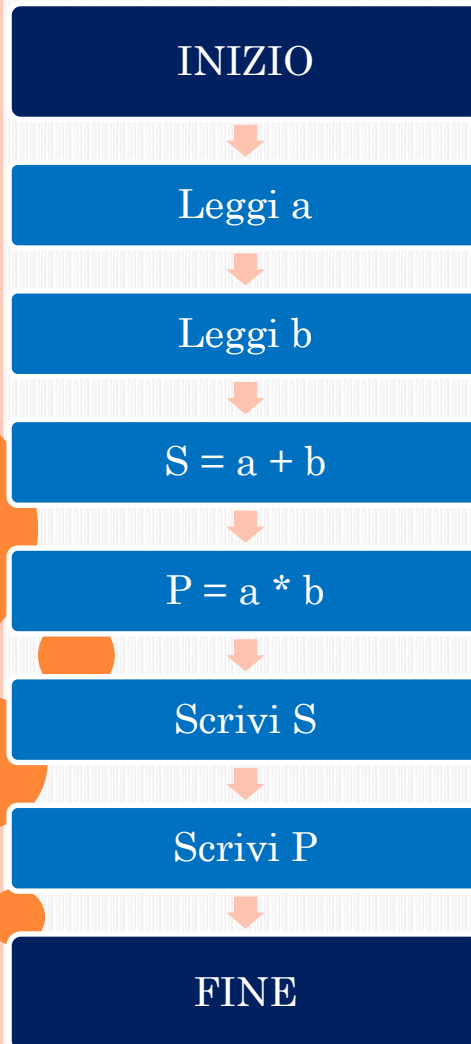 INIZIO
Leggi a
Leggi b
S = a + b
P = a * b
Scrivi S
Scrivi P
FINE